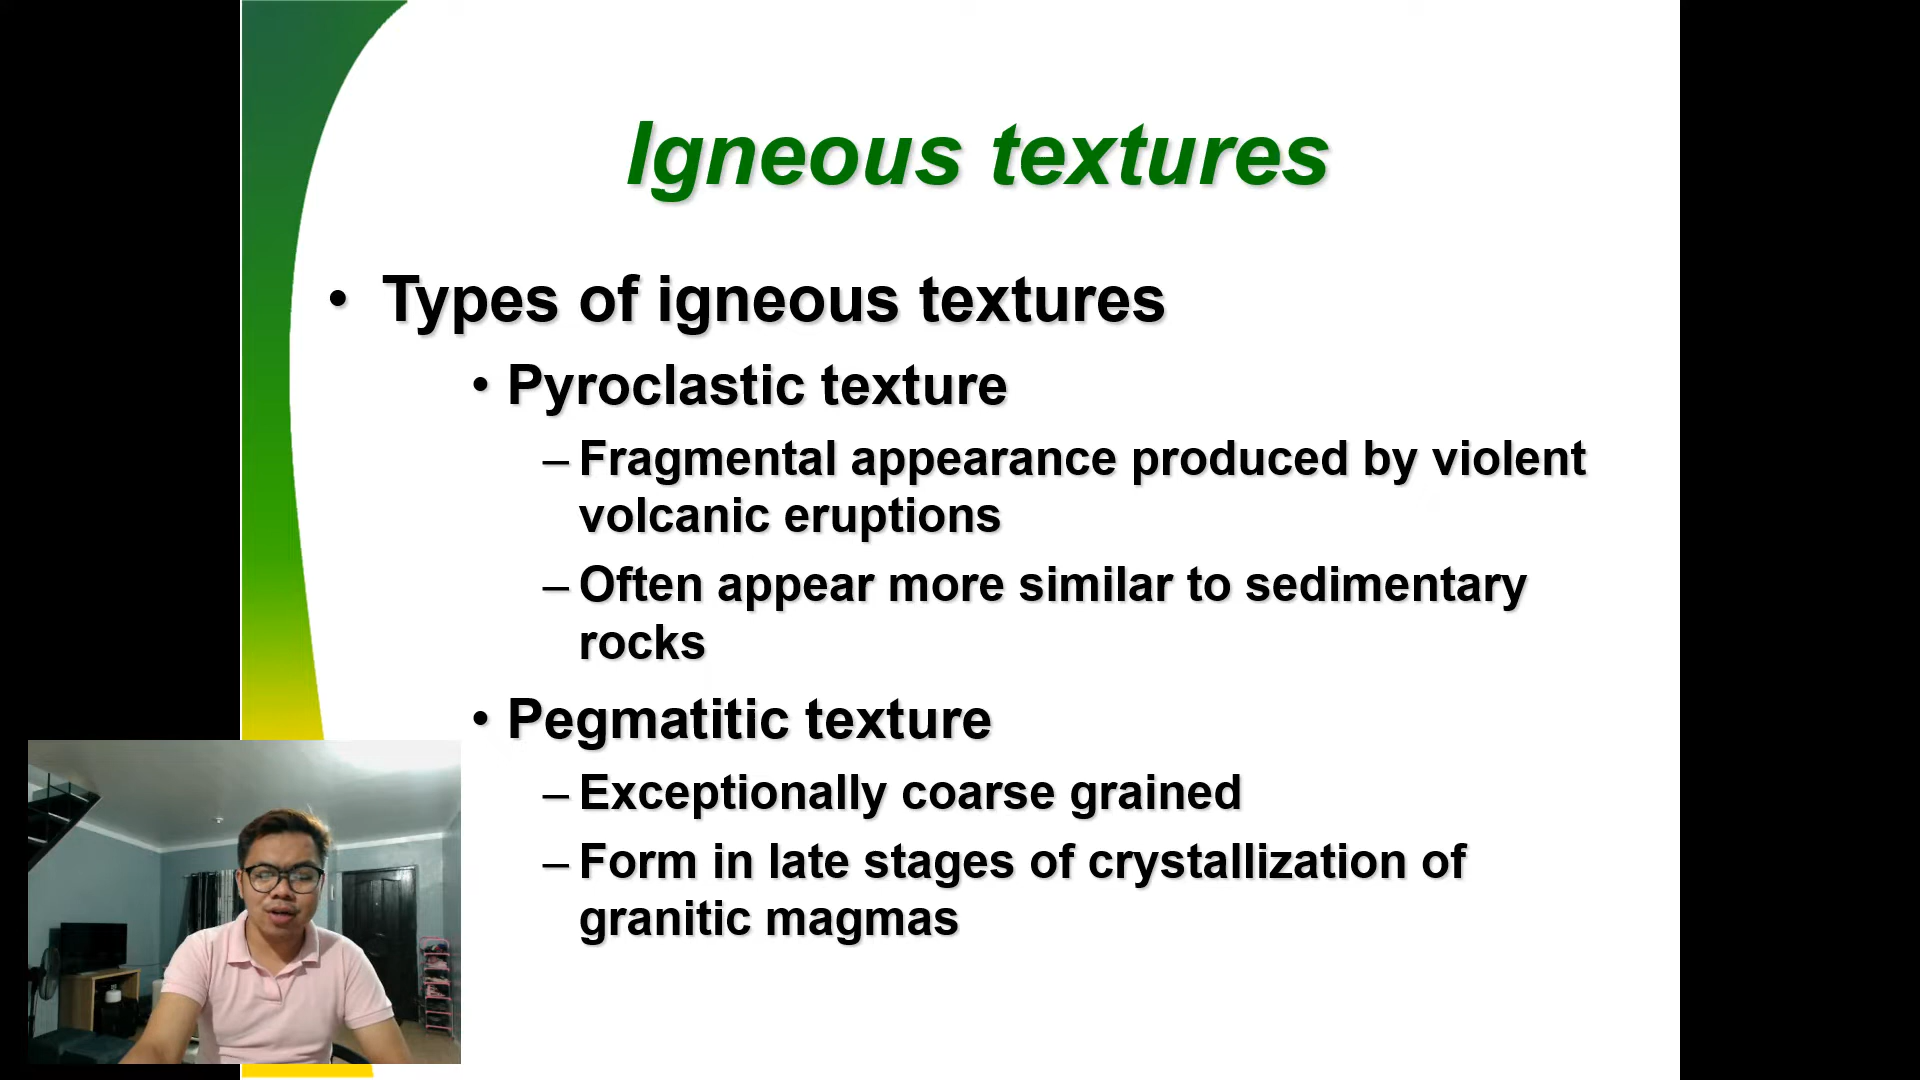 Igneous textures
• Types of igneous textures
• Pyroclastic texture
– Fragmental appearance produced by violent
volcanic eruptions
– Often appear more similar to sedimentary
rocks
• Pegmatitic texture
– Exceptionally coarse grained
– Form in late stages of crystallization of
granitic magmas